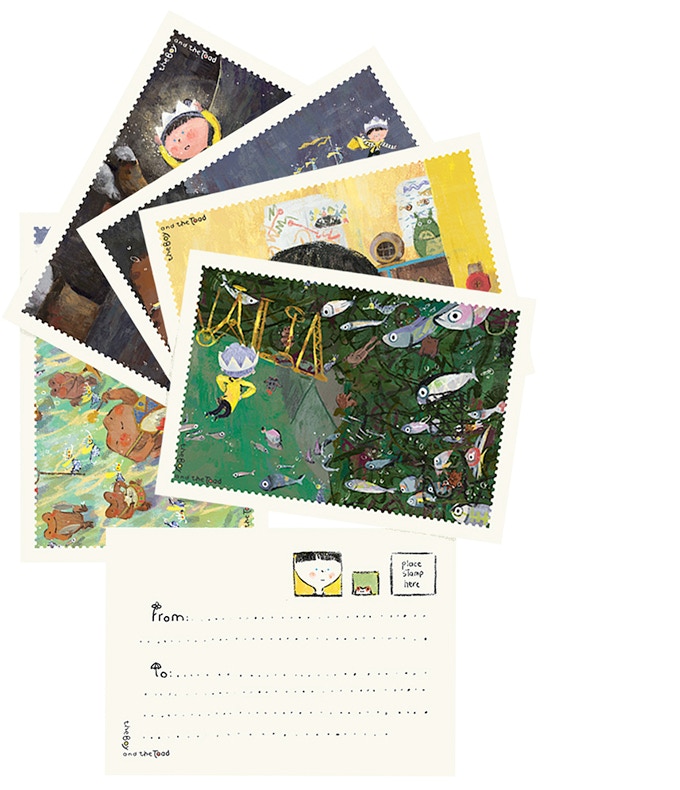 the Boy and the Toad
the Boy and the Toad
the Boy and the Toad
place
stamp
here
From:
To:
the Boy and the Toad